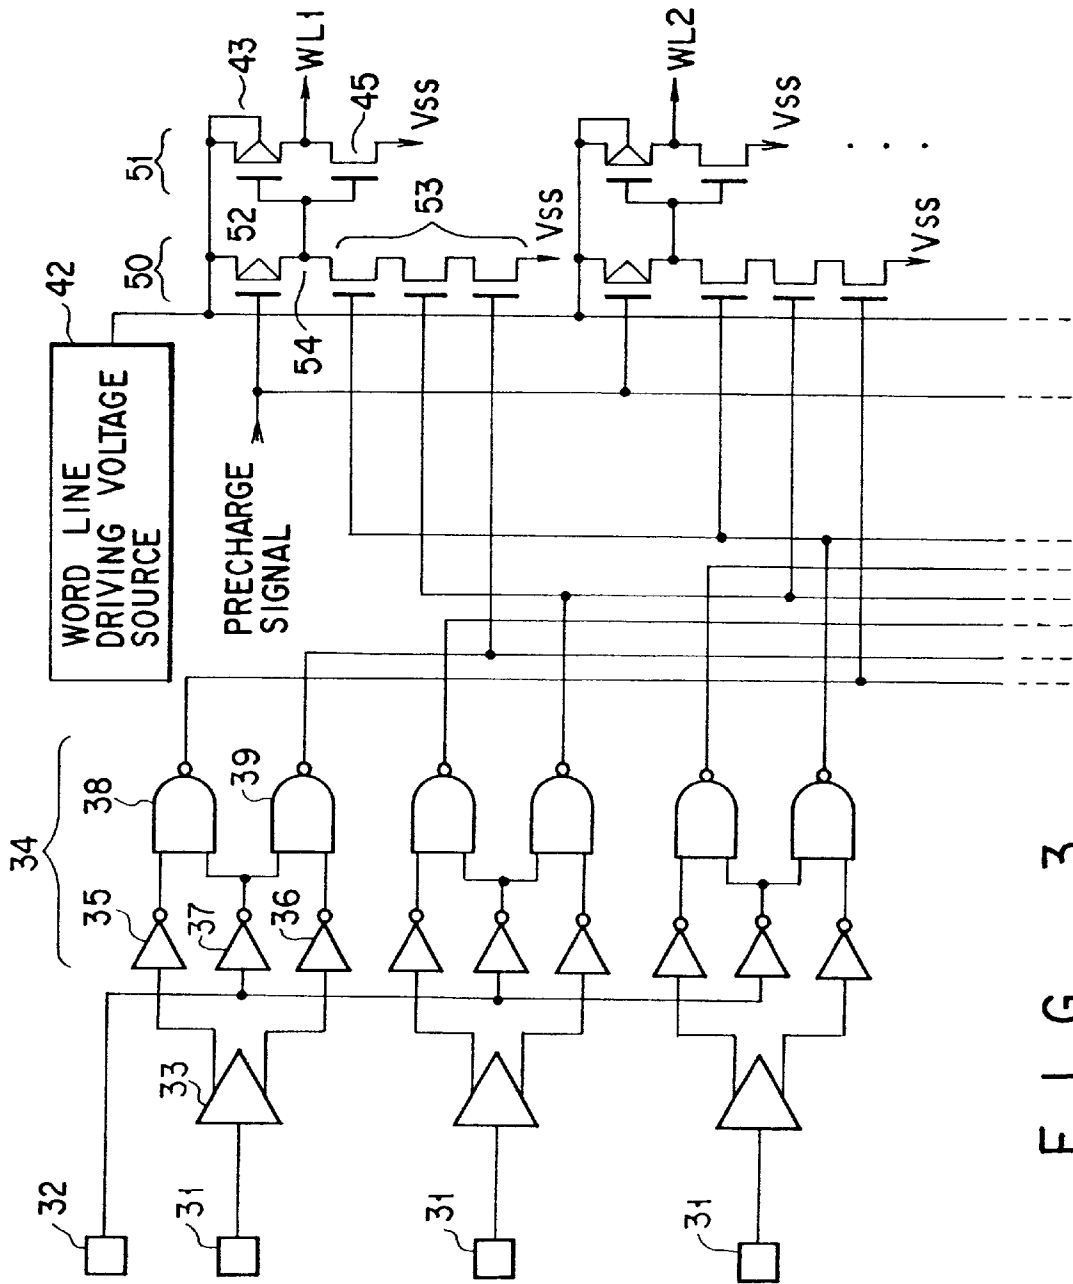 42
WORD LINE
DRIVING VOLTAGE
SOURCE
50
51
43
52
WL1
45
53
54
VSS
VSS
PRECHARGE
SIGNAL
WL2
VSS
VSS
. . .
34
38
39
35
37
36
33
32
31
31
31
FIG 3